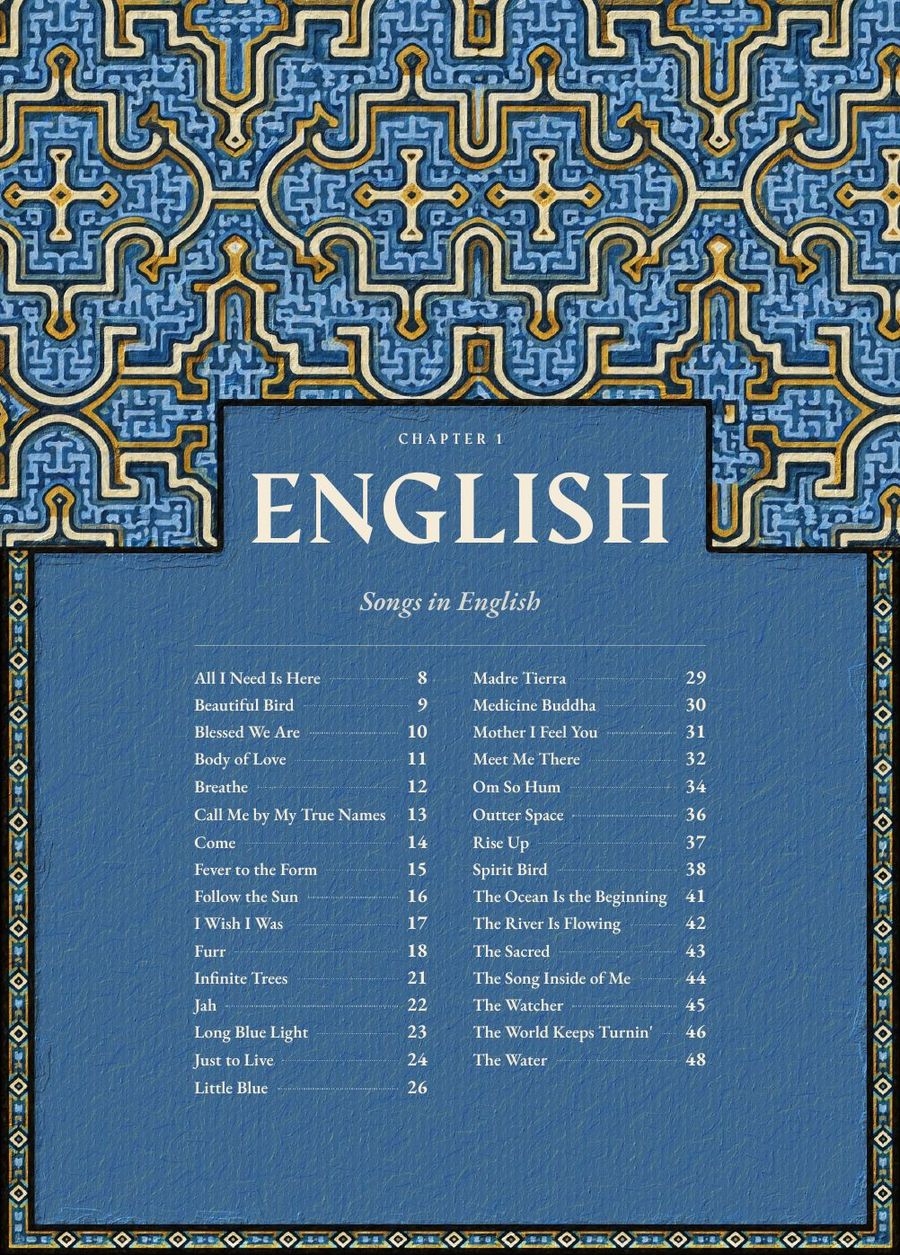 CHAPTER 1
ENGLISH
Songs in English
All I Need Is Here 8
Beautiful Bird 9
Blessed We Are 10
Body of Love 11
Breathe 12
Call Me by My True Names 13
Come 14
Fever to the Form 15
Follow the Sun 16
I Wish I Was 17
Furr 18
Infinite Trees 21
Jah 22
Long Blue Light 23
Just to Live 24
Little Blue 26
Madre Tierra 29
Medicine Buddha 30
Mother I Feel You 31
Meet Me There 32
Om So Hum 34
Outter Space 36
Rise Up 37
Spirit Bird 38
The Ocean Is the Beginning 41
The River Is Flowing 42
The Sacred 43
The Song Inside of Me 44
The Watcher 45
The World Keeps Turnin' 46
The Water 48